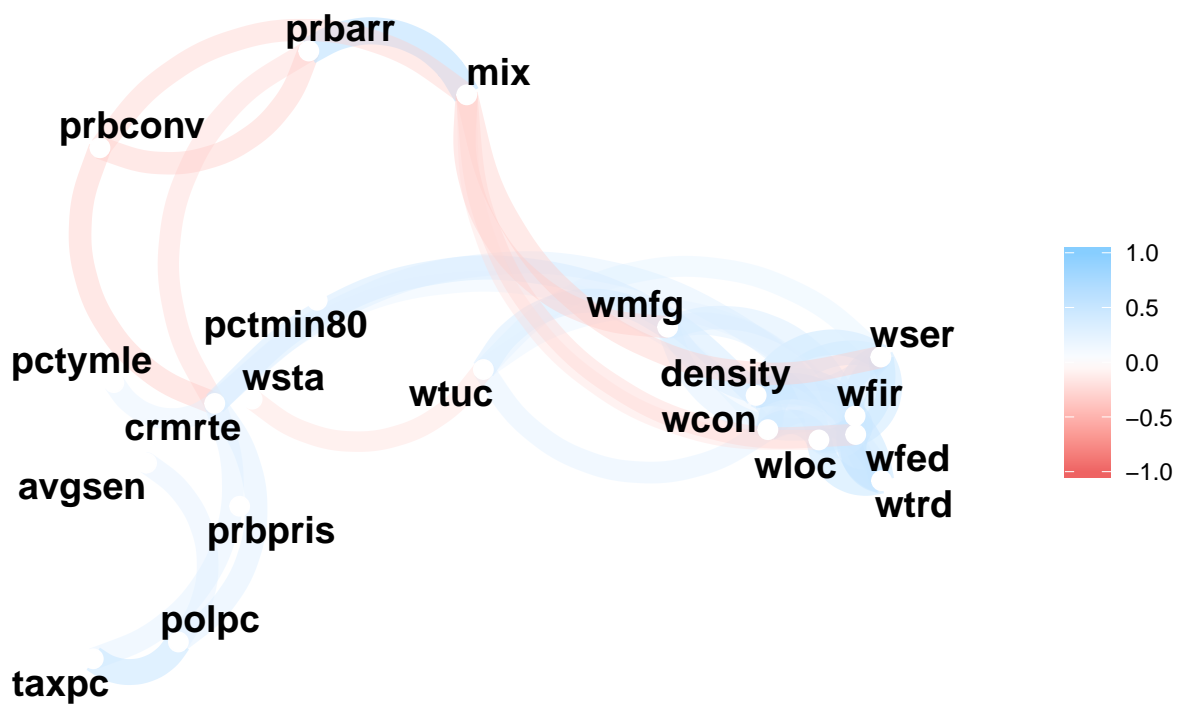 prbarr
mix
prbconv
1.0
wmfg
0.5
pctmin80
wser
pctymle
0.0
wsta
density
wtuc
wfir
−0.5
crmrte
wcon
wloc
wfed
−1.0
avgsen
wtrd
prbpris
polpc
taxpc